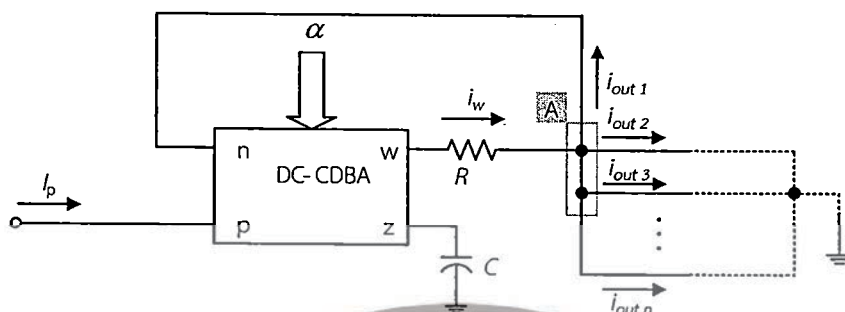 α
i_out 1
i_w
A
i_out 2
n
w
DC-CDBA
R
i_out 3
I_p
p
z
C
i_out n